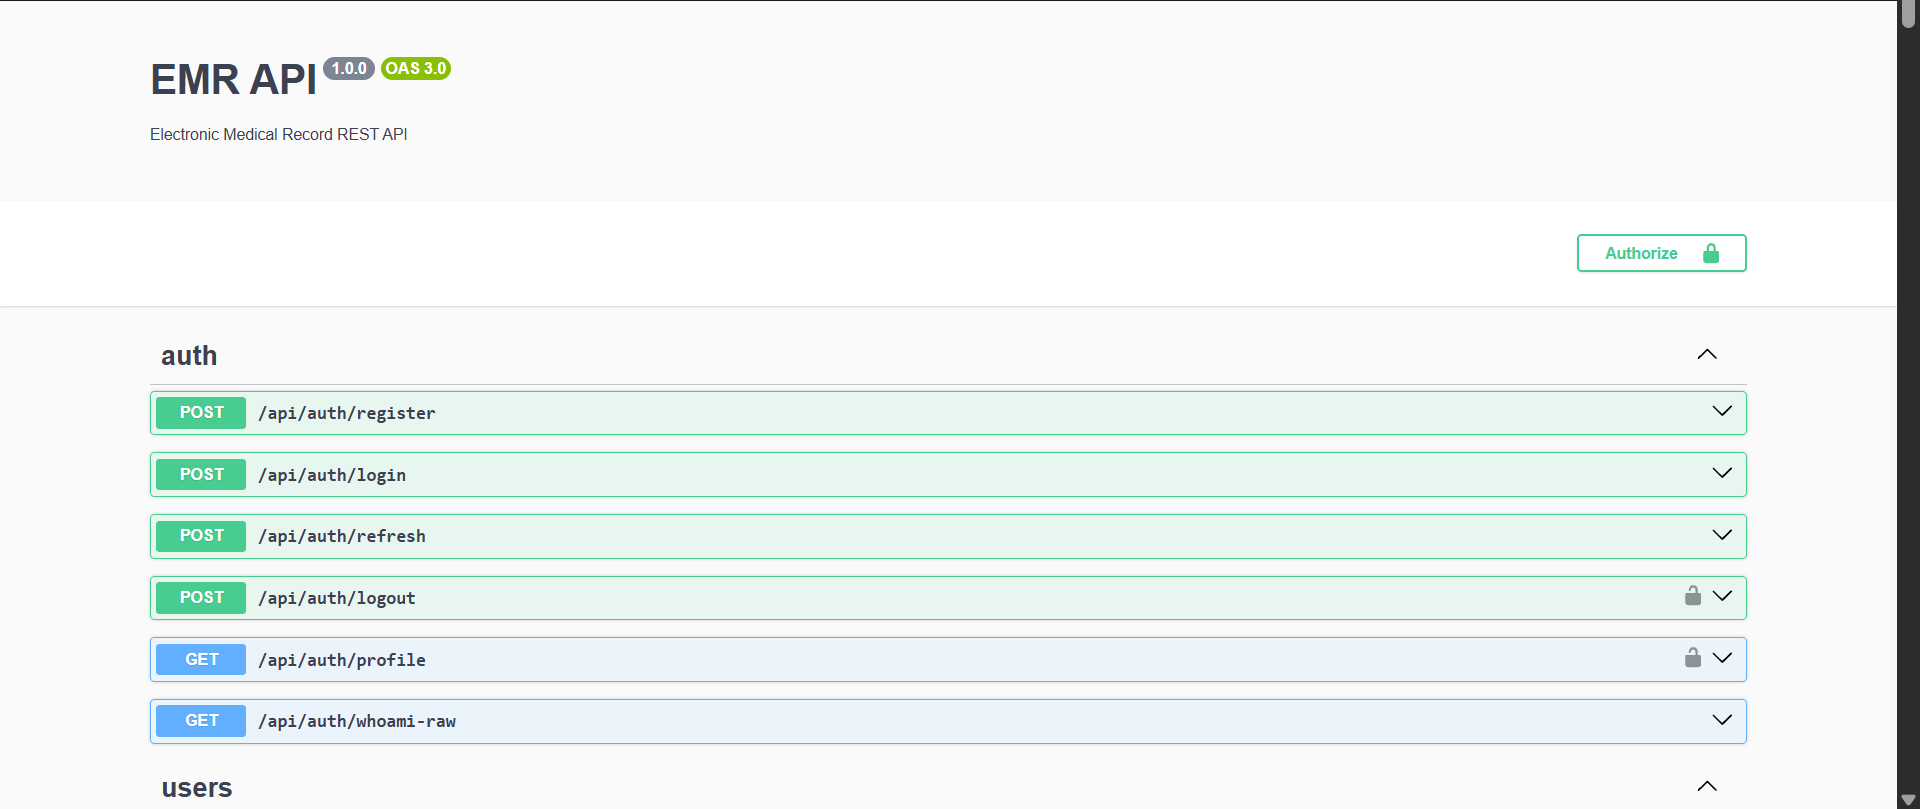 EMR API 1.0.0 OAS 3.0
Electronic Medical Record REST API
Authorize
auth
POST /api/auth/register
POST /api/auth/login
POST /api/auth/refresh
POST /api/auth/logout
GET /api/auth/profile
GET /api/auth/whoami-raw
users